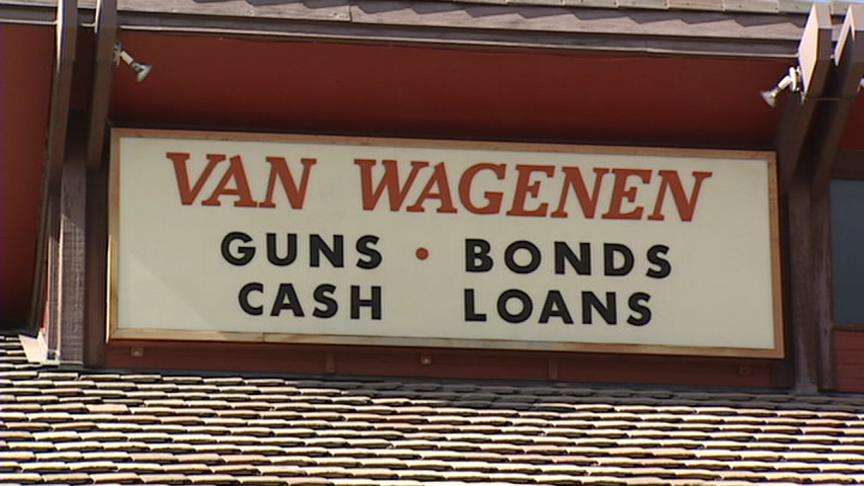 VAN WAGENEN
GUNS • BONDS
CASH LOANS